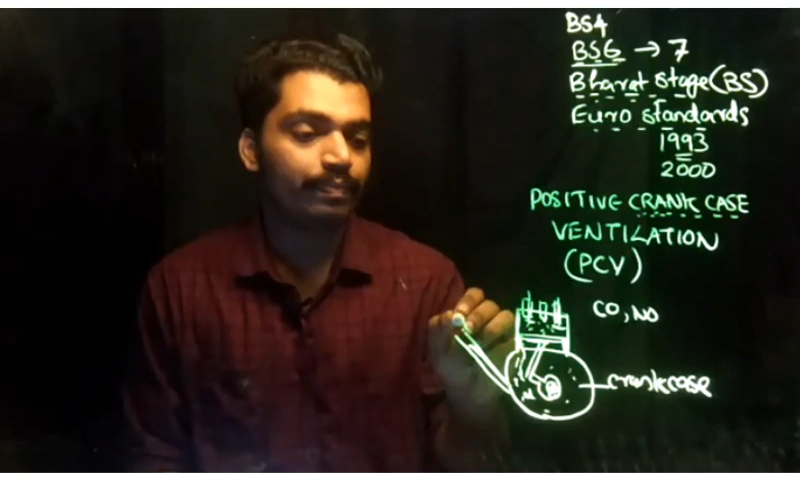 BS4
BS6 → 7
Bharat stage (BS)
Euro standards
1993
2000
POSITIVE CRANK CASE
VENTILATION
(PCV)
CO, NO
crankcase